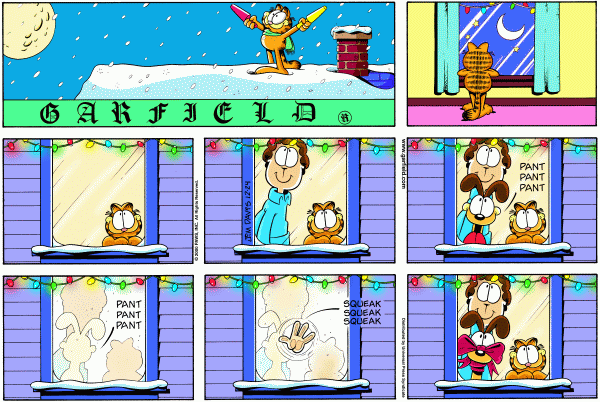 GARFIELD ®
© 2000 PAWS, INC. All Rights Reserved.
JIM DAVIS 12-24
www.garfield.com
PANT
PANT
PANT
PANT
PANT
PANT
SQUEAK
SQUEAK
SQUEAK
Distributed by Universal Press Syndicate